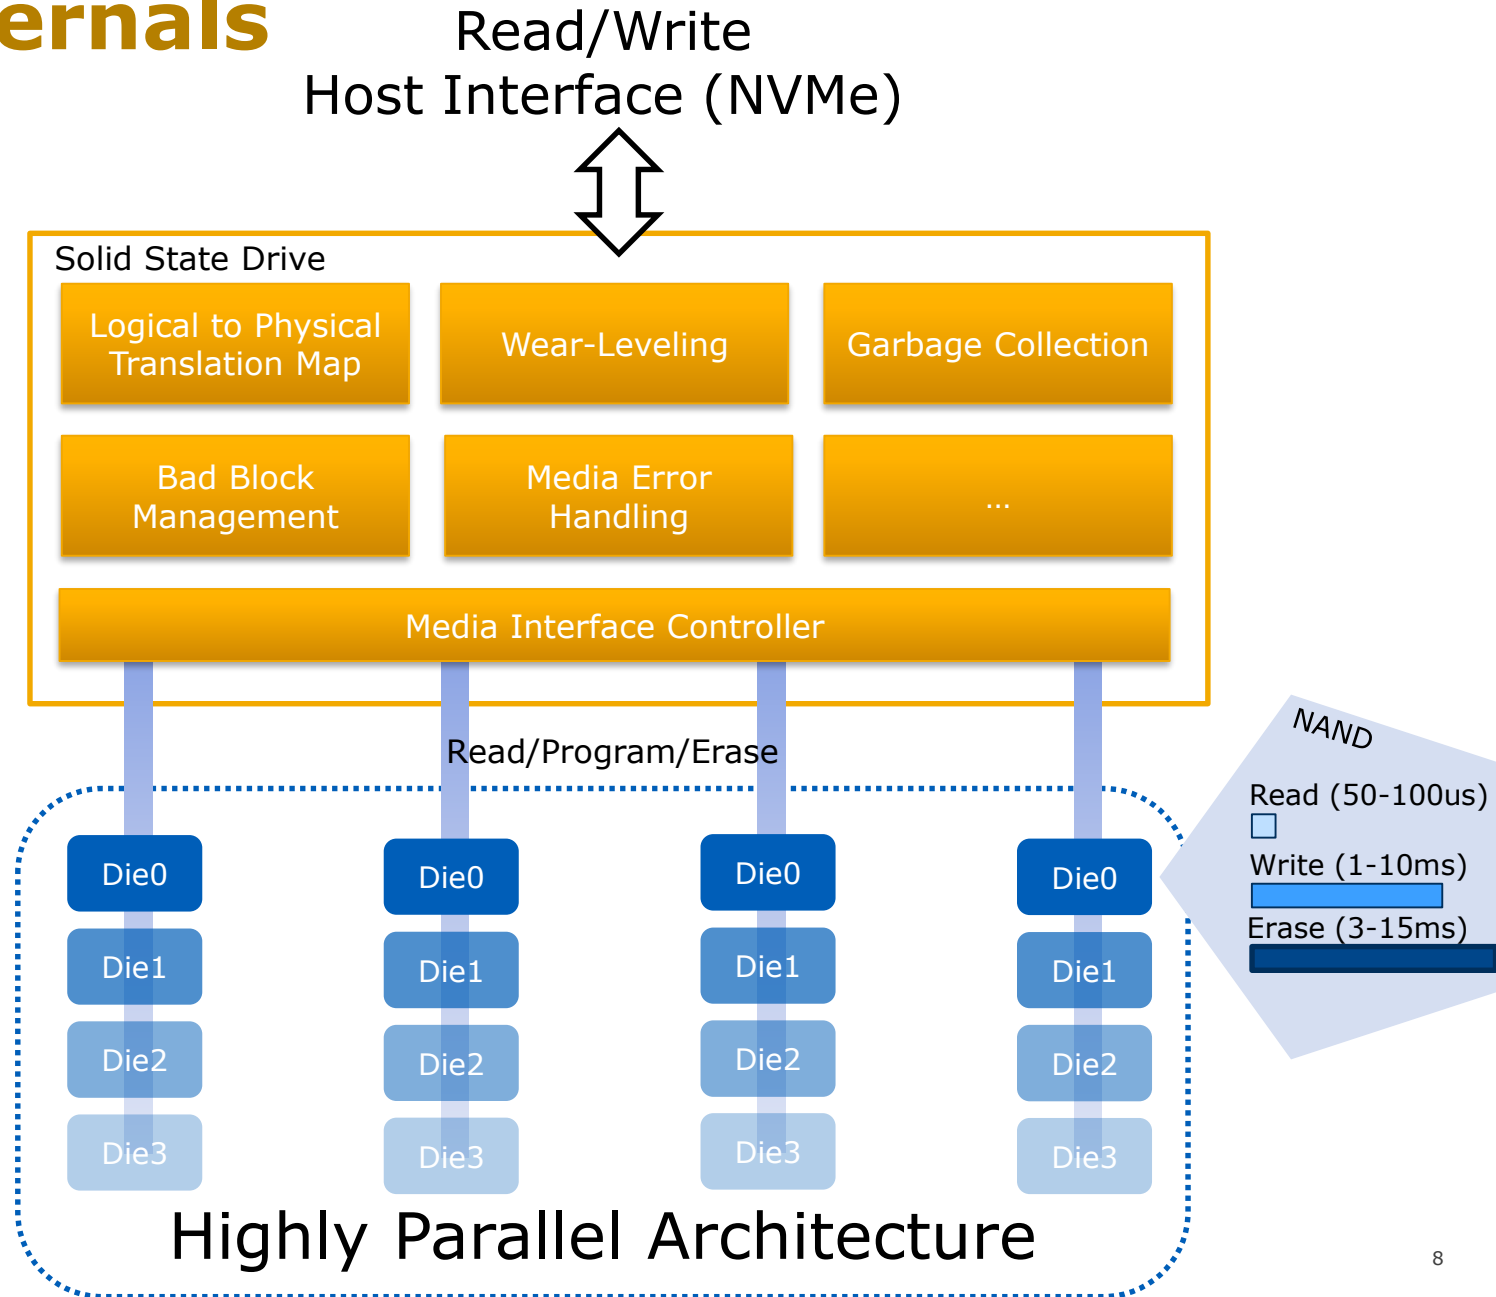 ernals
Read/Write
Host Interface (NVMe)
Solid State Drive
Logical to Physical
Translation Map
Wear-Leveling
Garbage Collection
Bad Block
Management
Media Error
Handling
...
Media Interface Controller
Read/Program/Erase
NAND
Read (50-100us)
Write (1-10ms)
Erase (3-15ms)
Die0
Die0
Die0
Die0
Die1
Die1
Die1
Die1
Die2
Die2
Die2
Die2
Die3
Die3
Die3
Die3
Highly Parallel Architecture
8